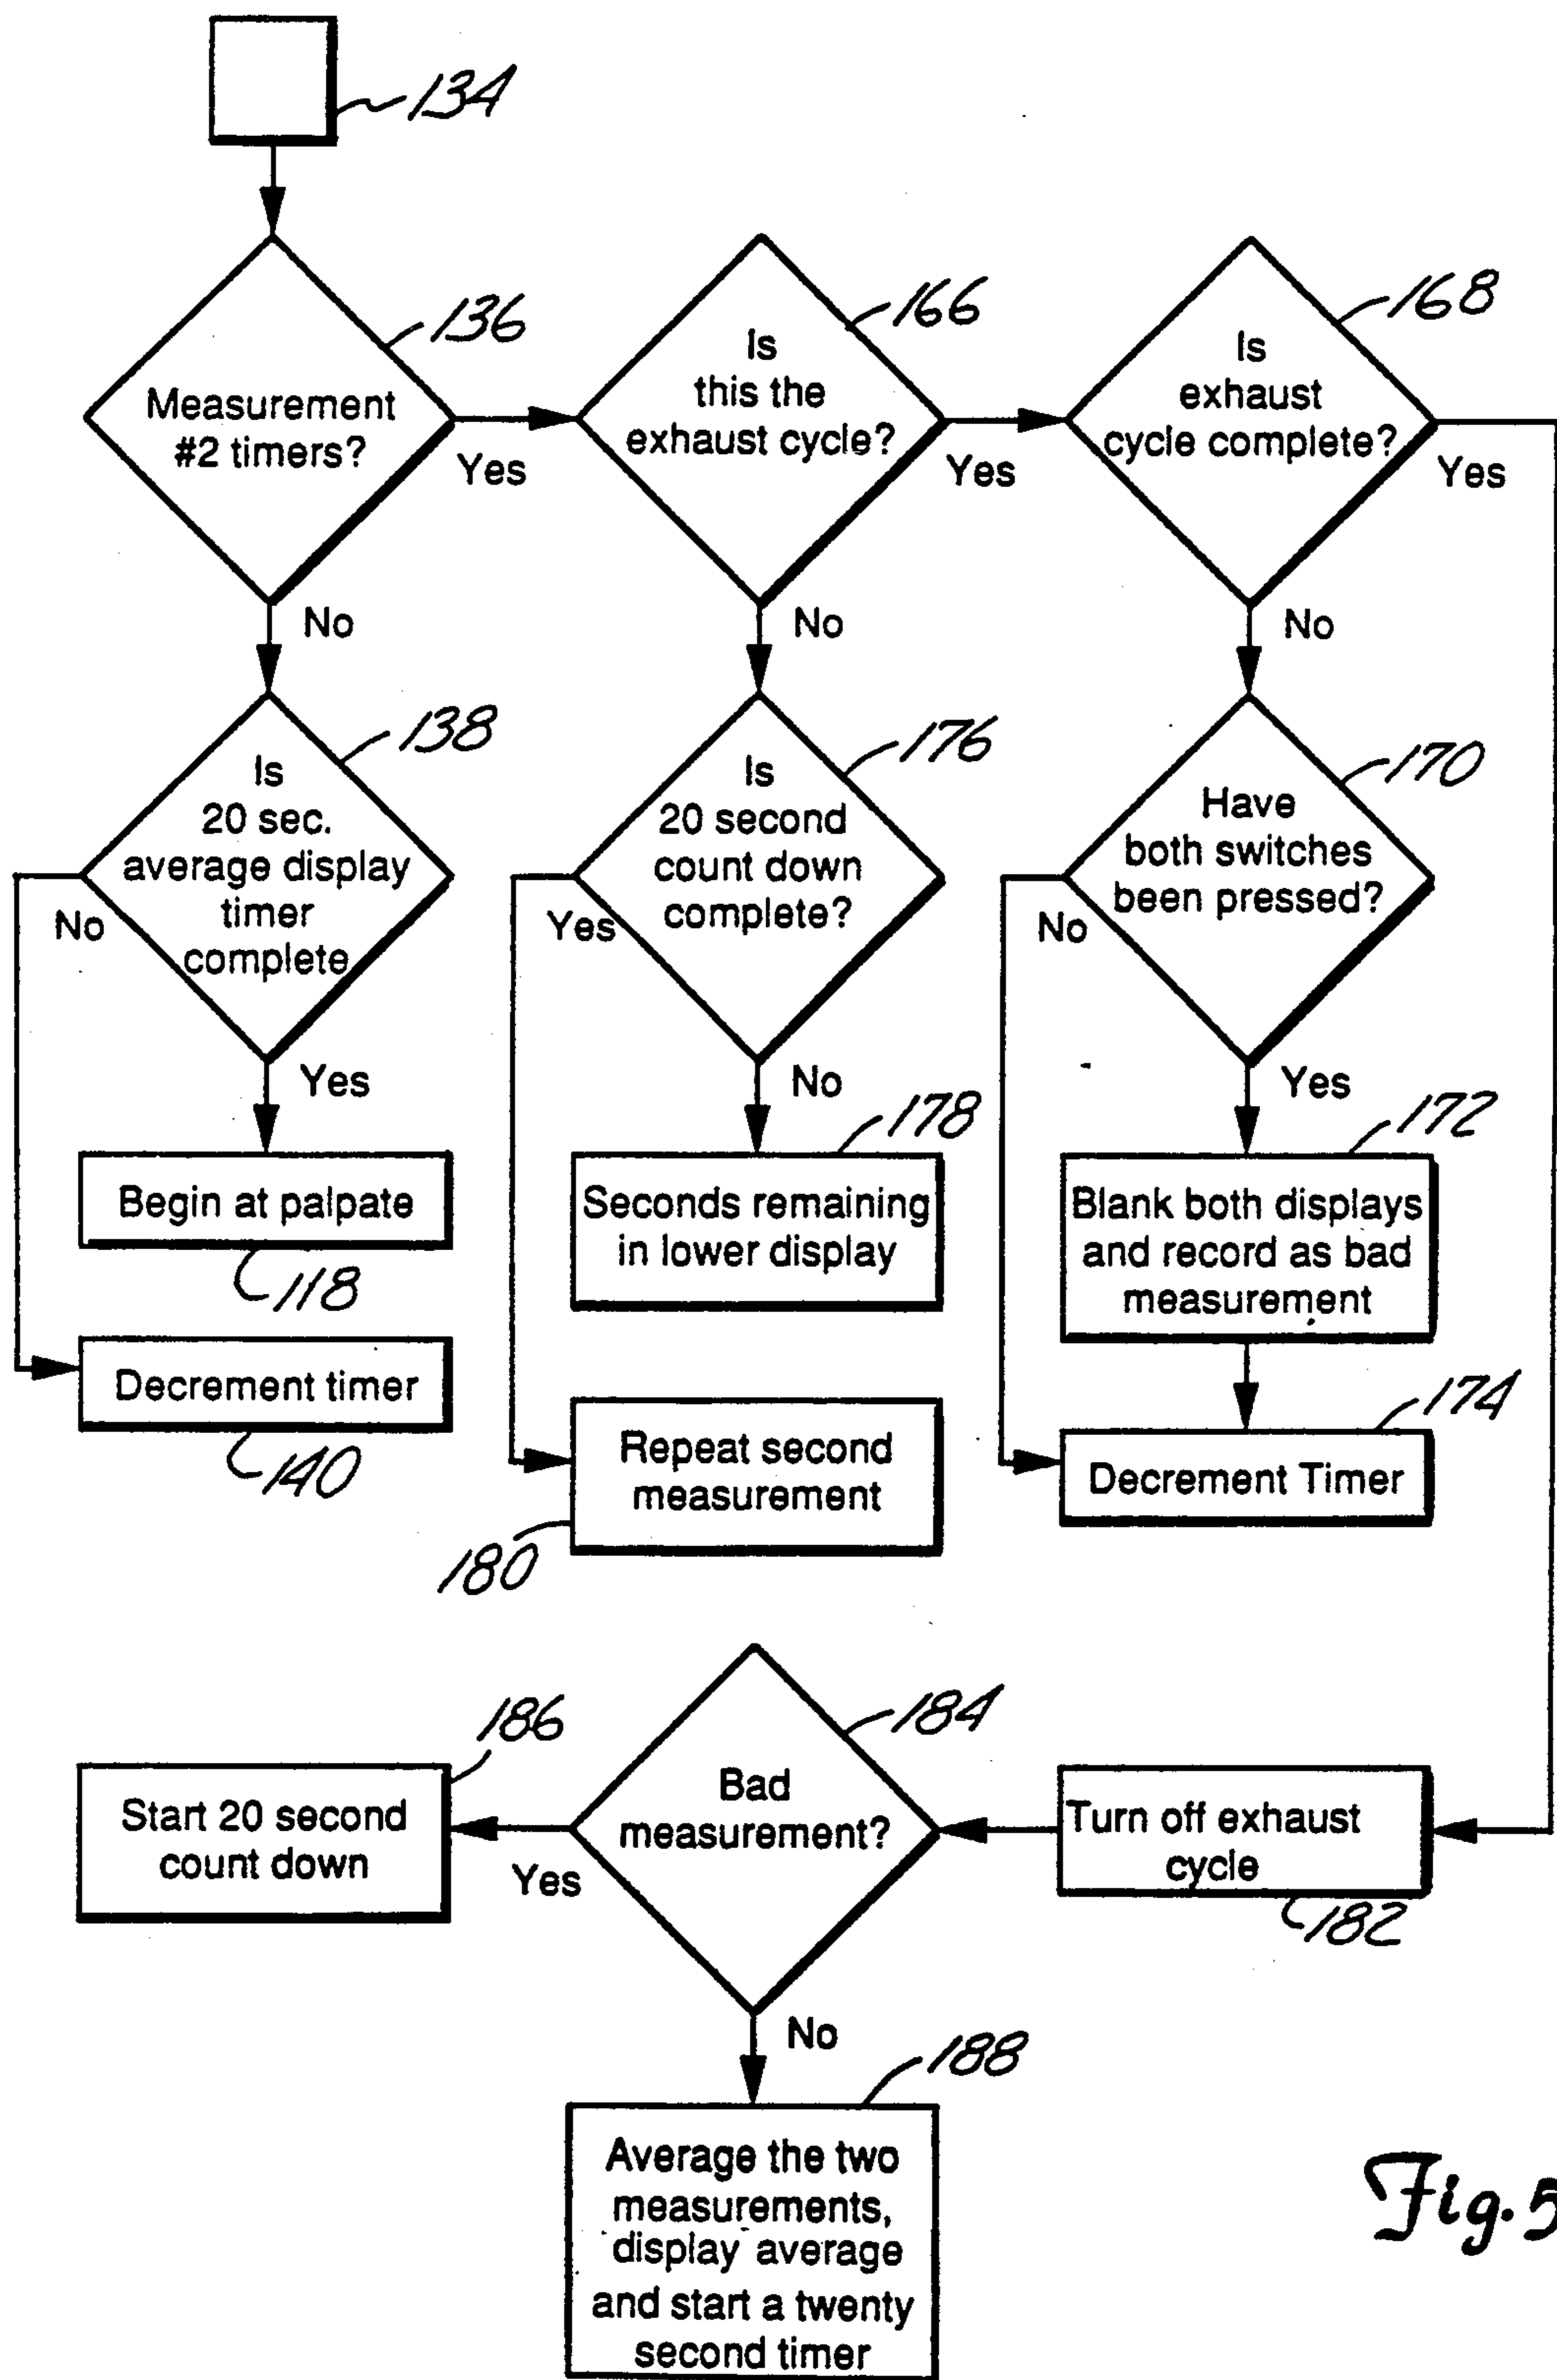 134
136
Measurement
#2 timers?
Yes
No
166
Is
this the
exhaust cycle?
Yes
No
168
Is
exhaust
cycle complete?
Yes
No
138
Is
20 sec.
average display
timer
complete
No
Yes
176
Is
20 second
count down
complete?
Yes
No
170
Have
both switches
been pressed?
No
Yes
Begin at palpate
118
Decrement timer
140
178
Seconds remaining
in lower display
Repeat second
measurement
180
172
Blank both displays
and record as bad
measurement
174
Decrement Timer
186
Start 20 second
count down
184
Bad
measurement?
Yes
No
Turn off exhaust
cycle
182
188
Average the two
measurements,
display average
and start a twenty
second timer
Fig. 5